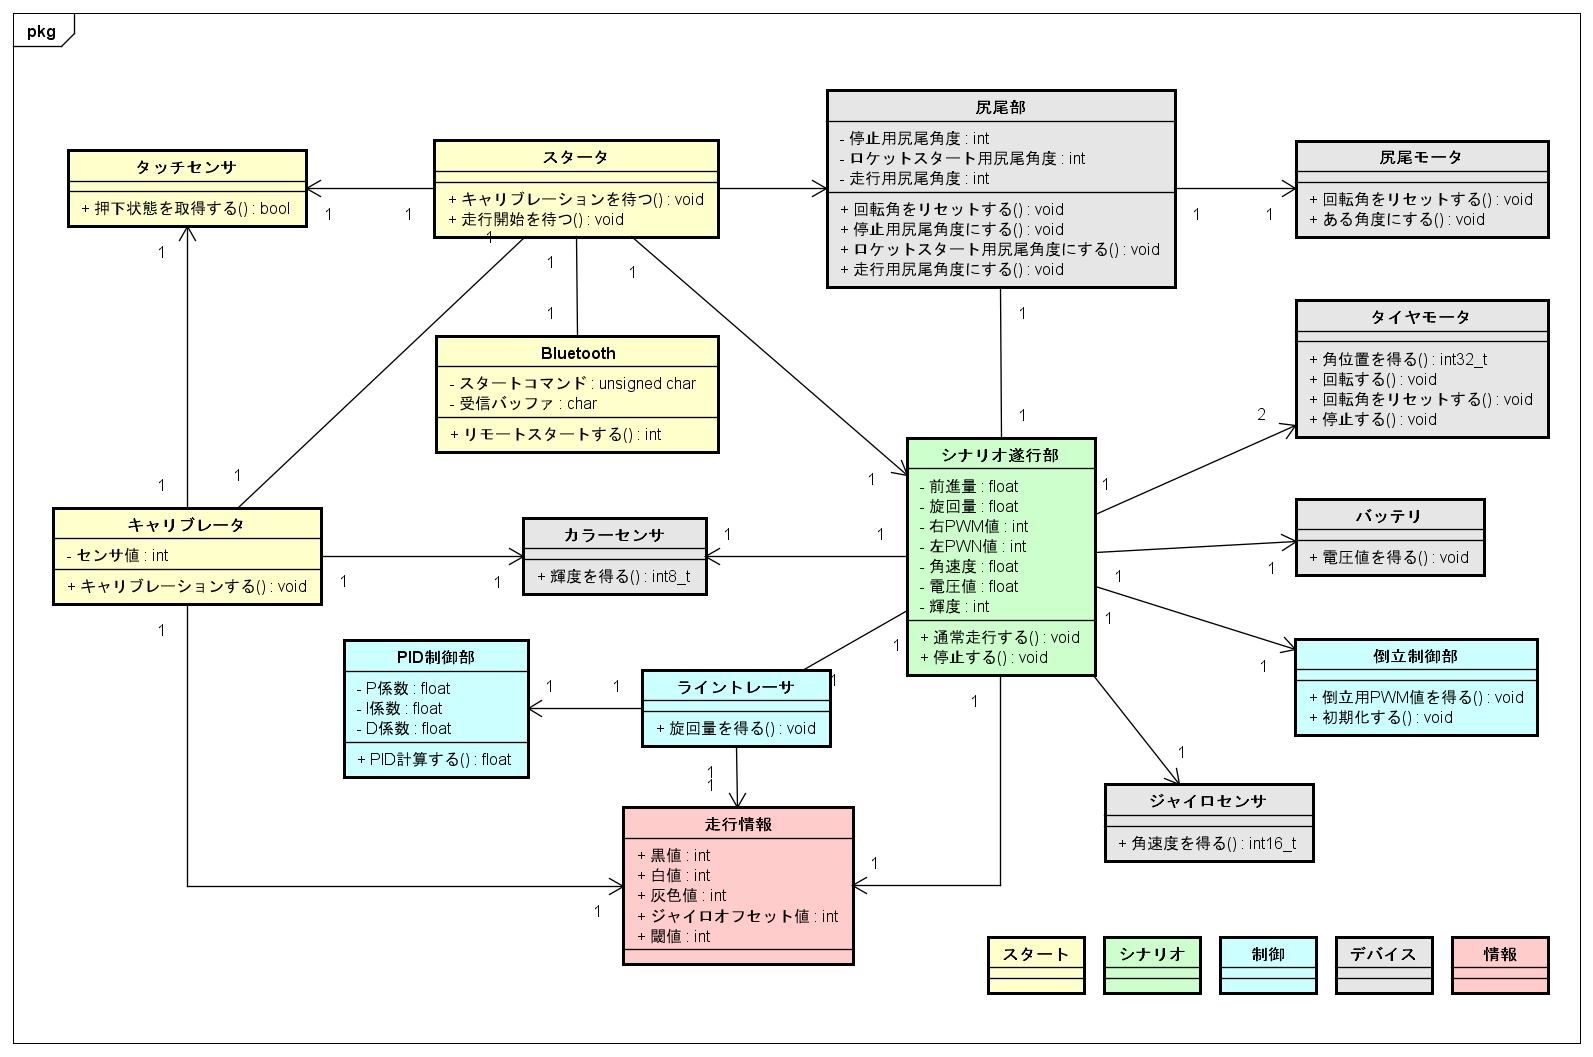 pkg
タッチセンサ
+ 押下状態を取得する() : bool
スタータ
+ キャリブレーションを待つ() : void
+ 走行開始を待つ() : void
尻尾部
- 停止用尻尾角度 : int
- ロケットスタート用尻尾角度 : int
- 走行用尻尾角度 : int
+ 回転角をリセットする() : void
+ 停止用尻尾角度にする() : void
+ ロケットスタート用尻尾角度にする() : void
+ 走行用尻尾角度にする() : void
尻尾モータ
+ 回転角をリセットする() : void
+ ある角度にする() : void
1
1
1
1
1
1
1
1
1
1
1
Bluetooth
- スタートコマンド : unsigned char
- 受信バッファ : char
+ リモートスタートする() : int
タイヤモータ
+ 角位置を得る() : int32_t
+ 回転する() : void
+ 回転角をリセットする() : void
+ 停止する() : void
1
2
1
1
1
1
シナリオ遂行部
- 前進量 : float
- 旋回量 : float
- 右PWM値 : int
- 左PWN値 : int
- 角速度 : float
- 電圧値 : float
- 輝度 : int
+ 通常走行する() : void
+ 停止する() : void
キャリブレータ
- センサ値 : int
+ キャリブレーションする() : void
カラーセンサ
+ 輝度を得る() : int8_t
バッテリ
+ 電圧値を得る() : void
1
1
1
1
1
1
1
1
1
1
PID制御部
- P係数 : float
- I係数 : float
- D係数 : float
+ PID計算する() : float
1
1
ライントレーサ
+ 旋回量を得る() : void
1
1
倒立制御部
+ 倒立用PWM値を得る() : void
+ 初期化する() : void
1
1
1
1
ジャイロセンサ
+ 角速度を得る() : int16_t
走行情報
+ 黒値 : int
+ 白値 : int
+ 灰色値 : int
+ ジャイロオフセット値 : int
+ 閾値 : int
1
1
スタート
シナリオ
制御
デバイス
情報